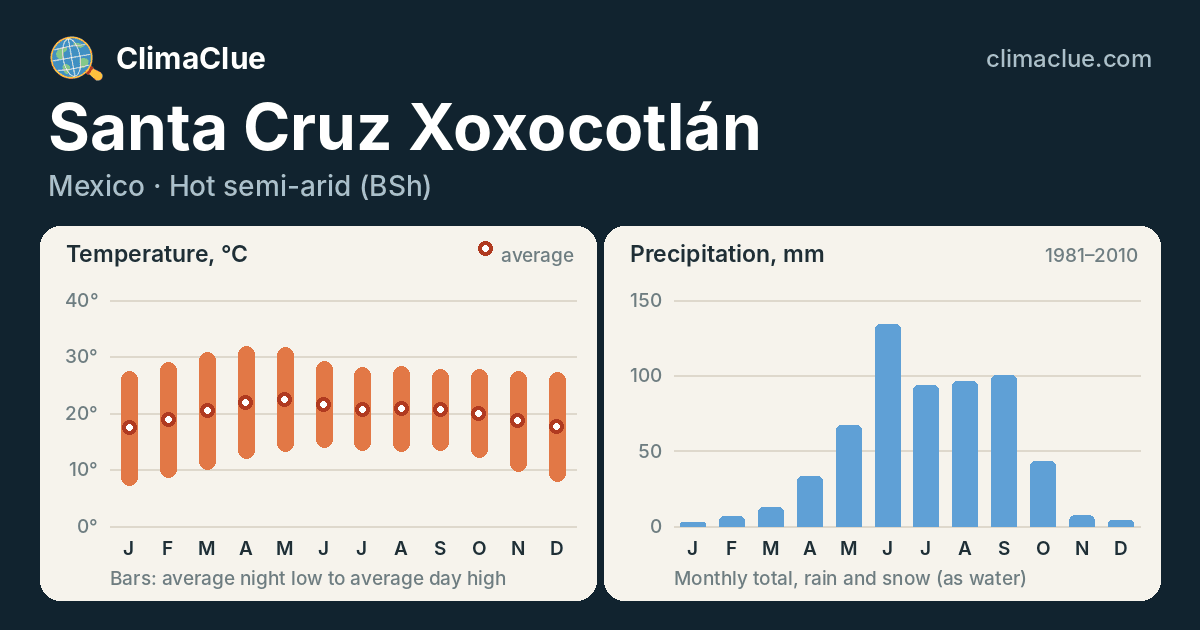 ClimaClue
climaclue.com
Santa Cruz Xoxocotlán
Mexico · Hot semi-arid (BSh)
Temperature, °C
average
40°
30°
20°
10°
0°
J F M A M J J A S O N D
Bars: average night low to average day high
Precipitation, mm
1981–2010
150
100
50
0
J F M A M J J A S O N D
Monthly total, rain and snow (as water)